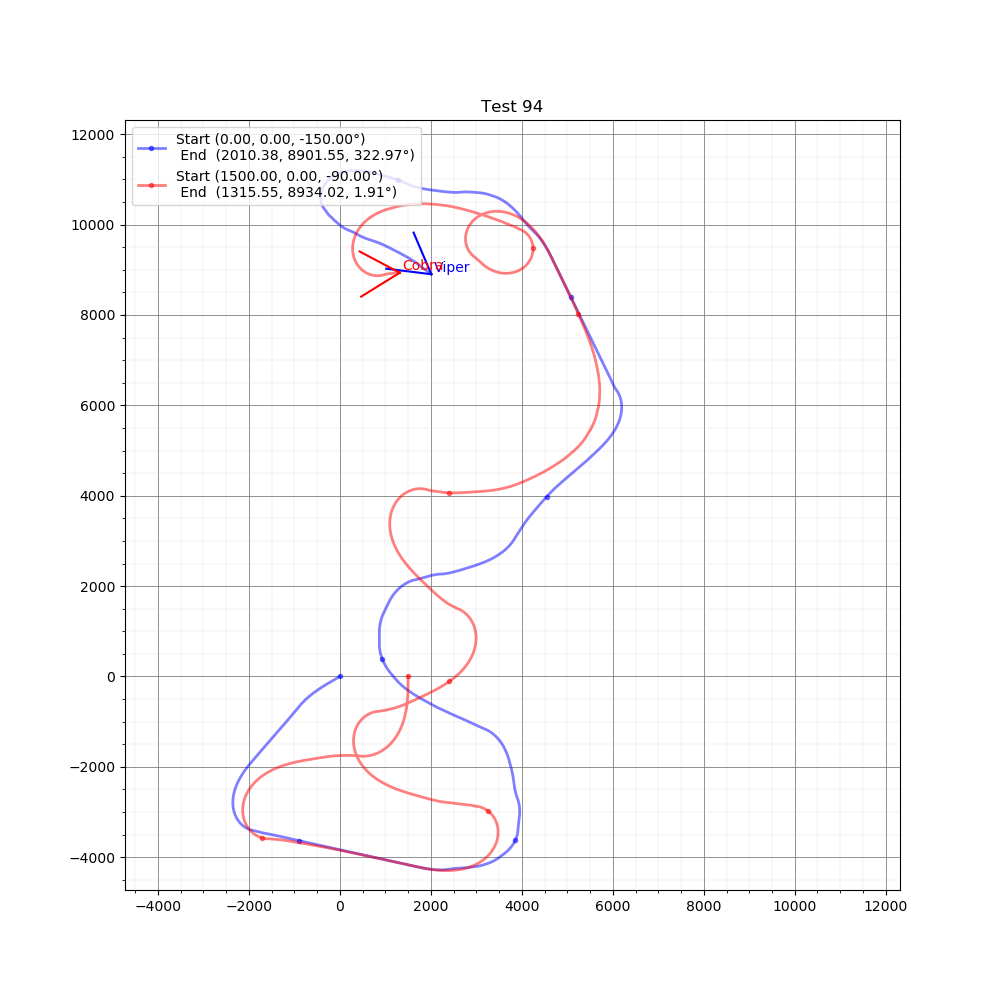 Test 94
Start (0.00, 0.00, -150.00°)
End  (2010.38, 8901.55, 322.97°)
Start (1500.00, 0.00, -90.00°)
End  (1315.55, 8934.02, 1.91°)
12000
10000
8000
6000
4000
2000
0
−2000
−4000
Cobra
Viper
−4000 −2000 0 2000 4000 6000 8000 10000 12000